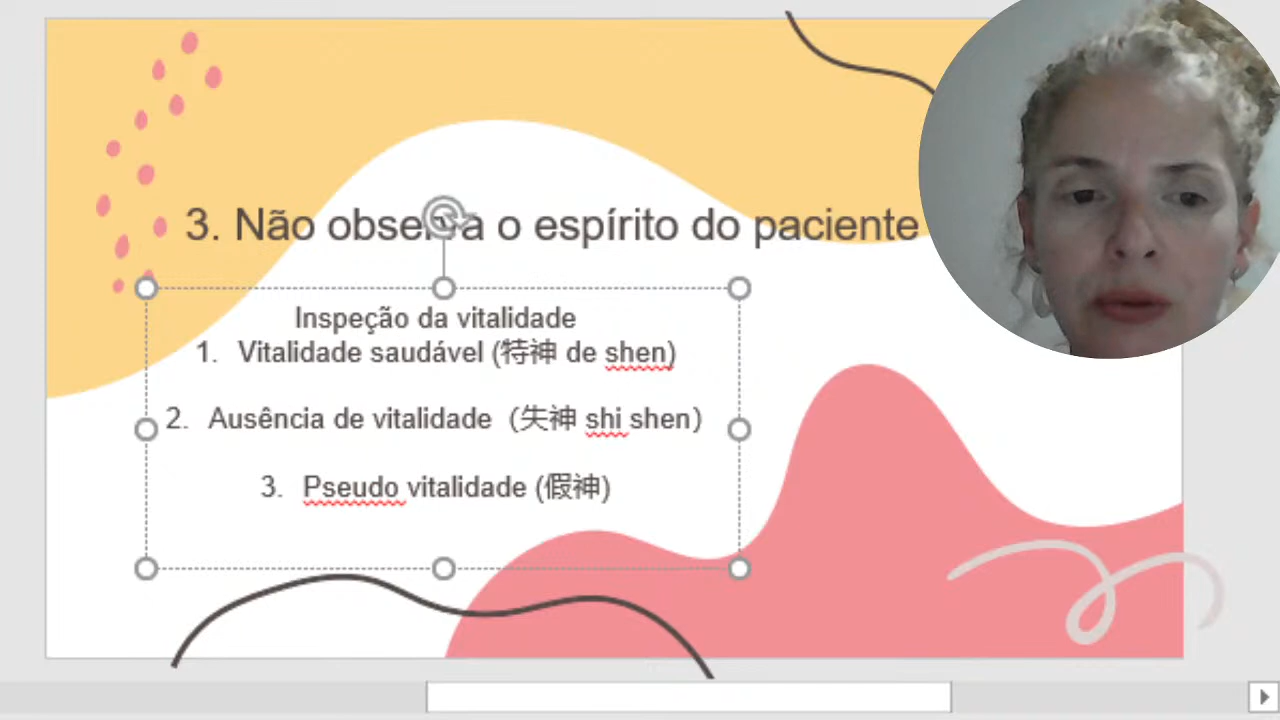 3. Não observa o espírito do paciente
Inspeção da vitalidade
1. Vitalidade saudável (特神 de shen)
2. Ausência de vitalidade (失神 shi shen)
3. Pseudo vitalidade (假神)